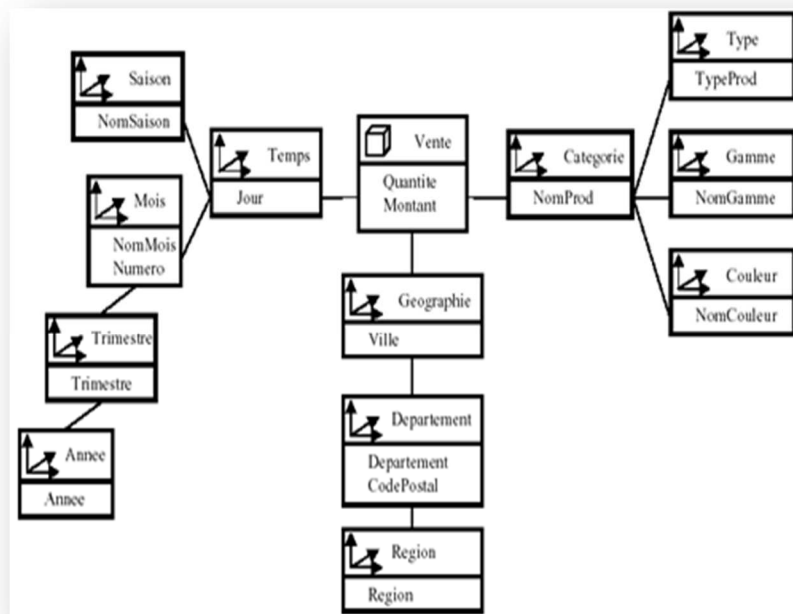 Saison
NomSaison
Mois
NomMois
Numero
Trimestre
Trimestre
Annee
Annee
Temps
Jour
Vente
Quantite
Montant
Geographie
Ville
Departement
Departement
CodePostal
Region
Region
Categorie
NomProd
Type
TypeProd
Gamme
NomGamme
Couleur
NomCouleur